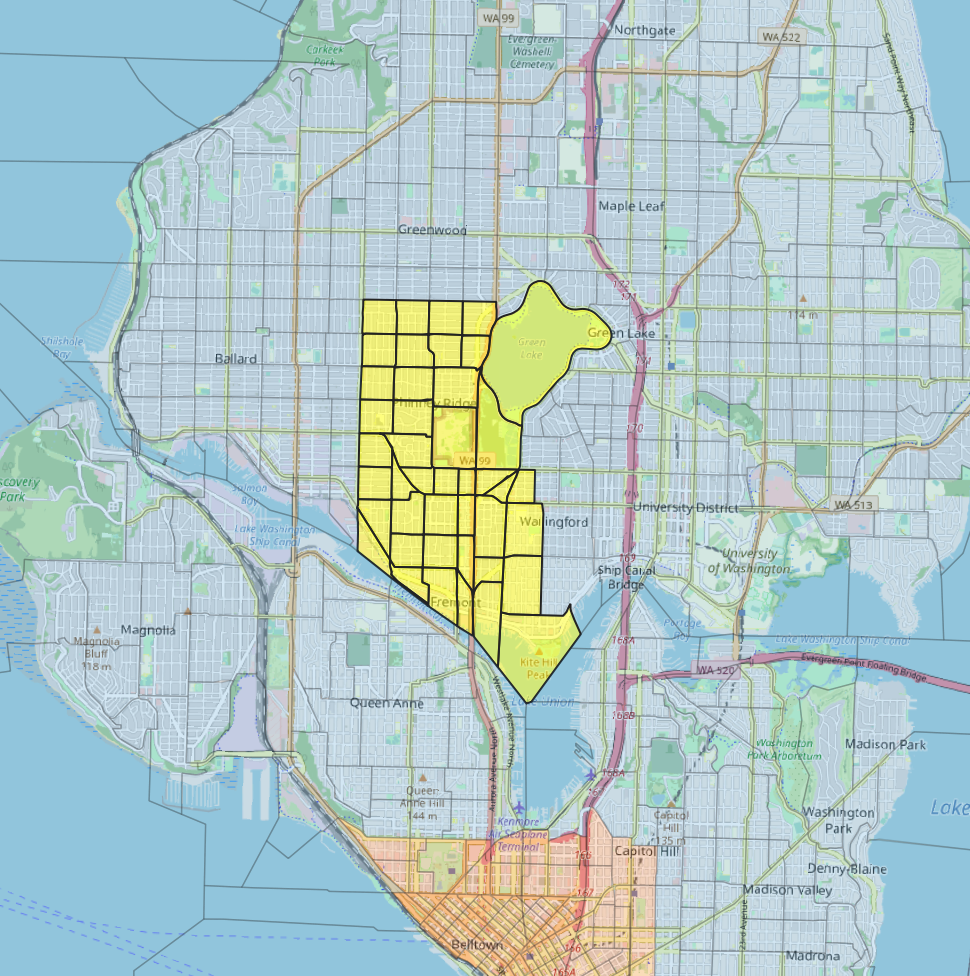 WA 99
Northgate
WA 522
Carkeek
Park
Evergreen-
Washelli
Cemetery
Sand Point Way Northeast
Maple Leaf
Greenwood
172
171
114 m
Shilshole
Bay
Green
Lake
Green Lake
Ballard
171
Phinney Ridge
170
WA 99
Discovery
Park
Salmon
Bay
WA 513
University District
Wallingford
Lake Washington
Ship Canal
169
University
of Washington
Ship Canal
Bridge
Fremont
Portage
Bay
Magnolia
Magnolia
Bluff
118 m
168A
Lake Washington Ship Canal
Kite Hill
Peak
WA 520
Evergreen Point Floating Bridge
Queen Anne
Lake Union
168B
Westlake Avenue North
Aurora Avenue North
Washington
Park Arboretum
Madison Park
168A
167
Queen
Anne Hill
144 m
Kenmore
Air Seaplane
Terminal
Capitol
Hill
135 m
Washington
Park
Lake
166
Capitol Hill
Denny-Blaine
167
Madison Valley
23rd Avenue
Belltown
166
Madrona
165A